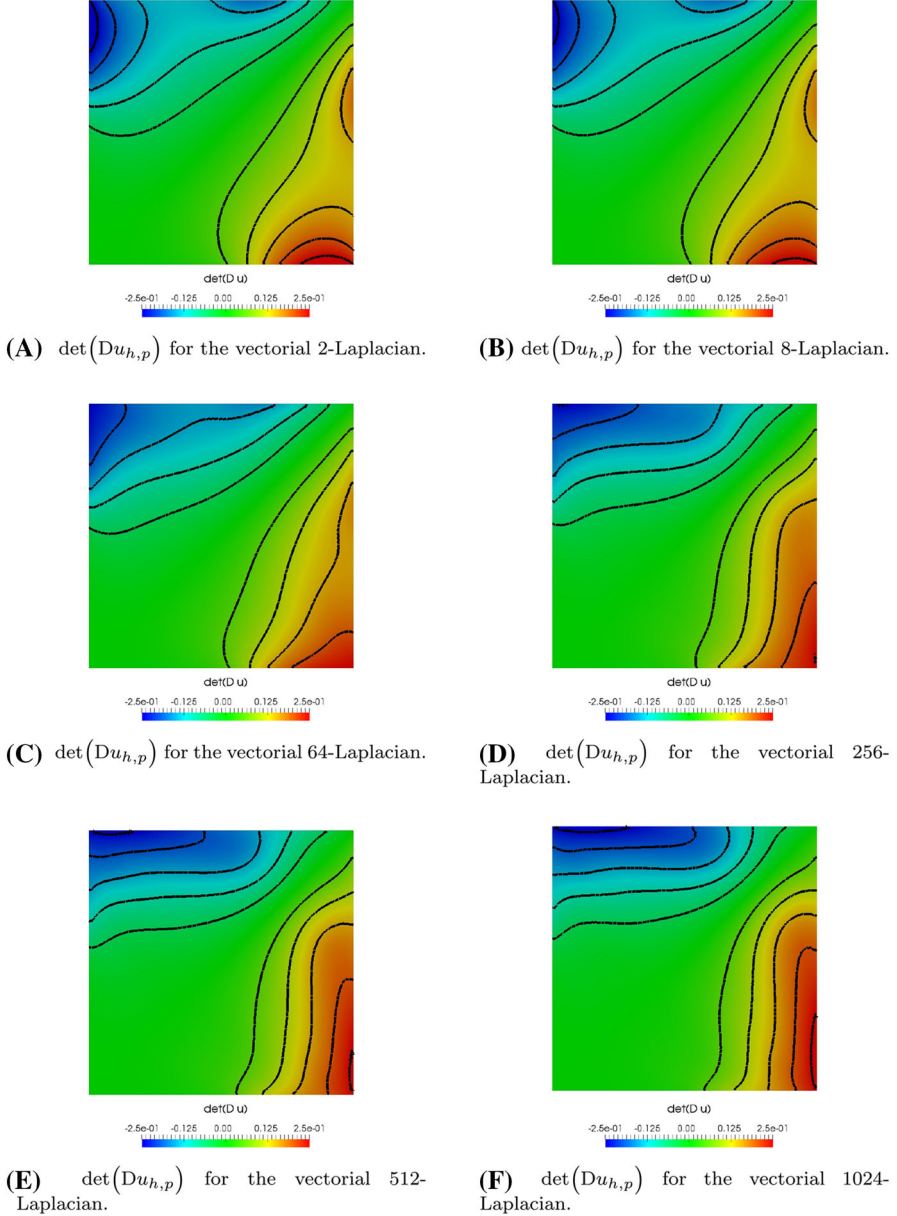 det(D u)
-2.5e-01 -0.125 0.00 0.125 2.5e-01
(A) det(Du_{h,p}) for the vectorial 2-Laplacian.
det(D u)
-2.5e-01 -0.125 0.00 0.125 2.5e-01
(B) det(Du_{h,p}) for the vectorial 8-Laplacian.
det(D u)
-2.5e-01 -0.125 0.00 0.125 2.5e-01
(C) det(Du_{h,p}) for the vectorial 64-Laplacian.
det(D u)
-2.5e-01 -0.125 0.00 0.125 2.5e-01
(D) det(Du_{h,p}) for the vectorial 256-
Laplacian.
det(D u)
-2.5e-01 -0.125 0.00 0.125 2.5e-01
(E) det(Du_{h,p}) for the vectorial 512-
Laplacian.
det(D u)
-2.5e-01 -0.125 0.00 0.125 2.5e-01
(F) det(Du_{h,p}) for the vectorial 1024-
Laplacian.